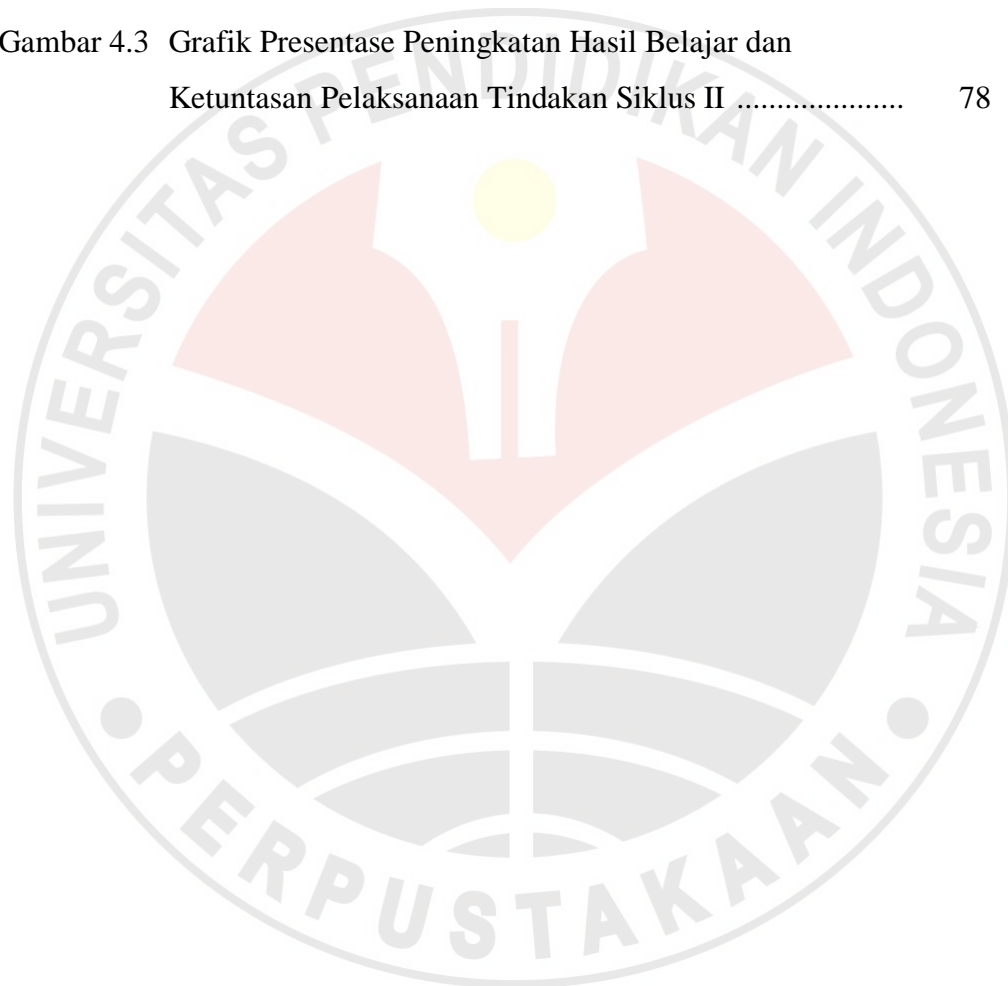 Gambar 4.3 Grafik Presentase Peningkatan Hasil Belajar dan
Ketuntasan Pelaksanaan Tindakan Siklus II ..................... 78
UNIVERSITAS PENDIDIKAN INDONESIA
PERPUSTAKAAN